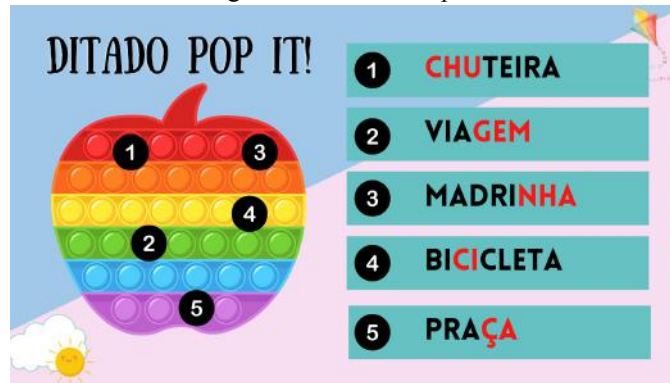 DITADO POP IT!
1 CHUTEIRA
2 VIAGEM
3 MADRINHA
4 BICICLETA
5 PRAÇA
1
3
4
2
5